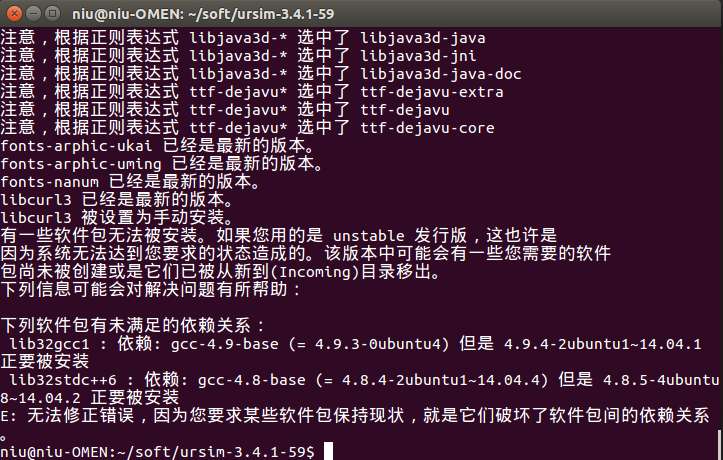 niu@niu-OMEN: ~/soft/ursim-3.4.1-59
注意，根据正则表达式 libjava3d-* 选中了 libjava3d-java
注意，根据正则表达式 libjava3d-* 选中了 libjava3d-jni
注意，根据正则表达式 libjava3d-* 选中了 libjava3d-java-doc
注意，根据正则表达式 ttf-dejavu* 选中了 ttf-dejavu-extra
注意，根据正则表达式 ttf-dejavu* 选中了 ttf-dejavu
注意，根据正则表达式 ttf-dejavu* 选中了 ttf-dejavu-core
fonts-arphic-ukai 已经是最新的版本。
fonts-arphic-uming 已经是最新的版本。
fonts-nanum 已经是最新的版本。
libcurl3 已经是最新的版本。
libcurl3 被设置为手动安装。
有一些软件包无法被安装。如果您用的是 unstable 发行版，这也许是
因为系统无法达到您要求的状态造成的。该版本中可能会有一些您需要的软件
包尚未被创建或是它们已被从新到(Incoming)目录移出。
下列信息可能会对解决问题有所帮助：
下列软件包有未满足的依赖关系：
lib32gcc1 : 依赖: gcc-4.9-base (= 4.9.3-0ubuntu4) 但是 4.9.4-2ubuntu1~14.04.1
正要被安装
lib32stdc++6 : 依赖: gcc-4.8-base (= 4.8.4-2ubuntu1~14.04.4) 但是 4.8.5-4ubuntu
8~14.04.2 正要被安装
E: 无法修正错误，因为您要求某些软件包保持现状，就是它们破坏了软件包间的依赖关系
。
niu@niu-OMEN:~/soft/ursim-3.4.1-59$